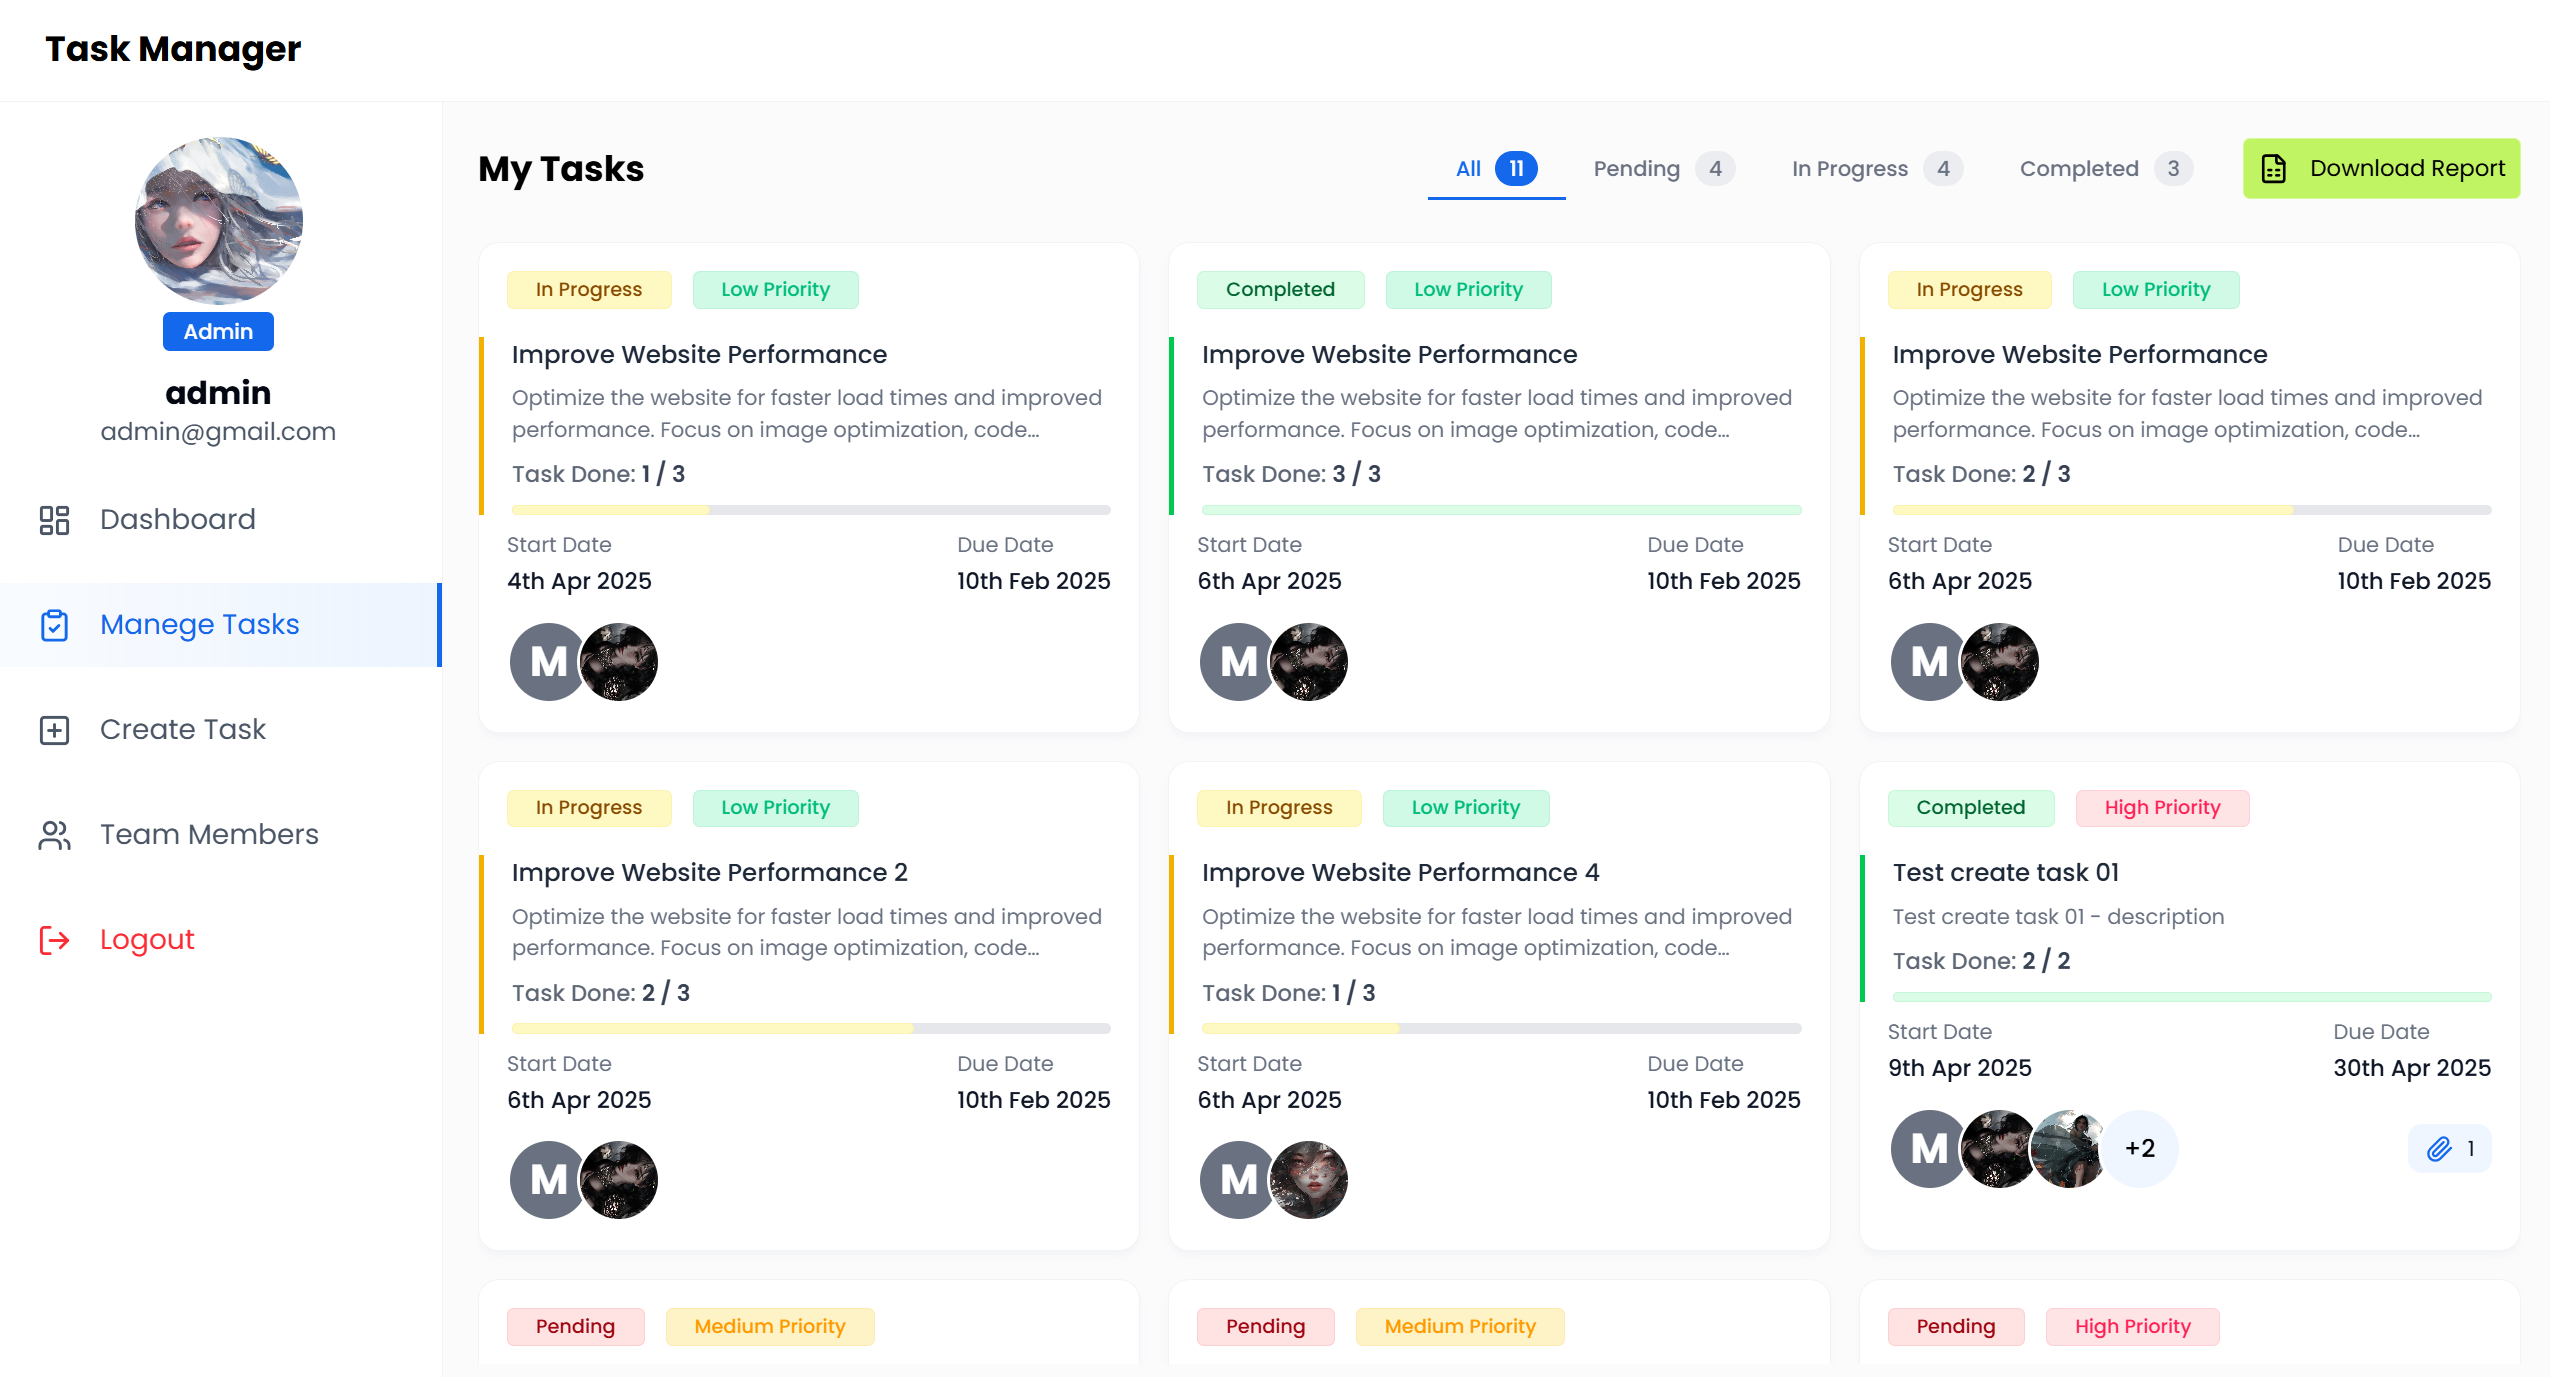 Task Manager
Admin
admin
admin@gmail.com
Dashboard
Manege Tasks
Create Task
Team Members
Logout
My Tasks
All 11
Pending 4
In Progress 4
Completed 3
Download Report
In Progress Low Priority
Improve Website Performance
Optimize the website for faster load times and improved
performance. Focus on image optimization, code...
Task Done: 1 / 3
Start Date Due Date
4th Apr 2025 10th Feb 2025
M
Completed Low Priority
Improve Website Performance
Optimize the website for faster load times and improved
performance. Focus on image optimization, code...
Task Done: 3 / 3
Start Date Due Date
6th Apr 2025 10th Feb 2025
M
In Progress Low Priority
Improve Website Performance
Optimize the website for faster load times and improved
performance. Focus on image optimization, code...
Task Done: 2 / 3
Start Date Due Date
6th Apr 2025 10th Feb 2025
M
In Progress Low Priority
Improve Website Performance 2
Optimize the website for faster load times and improved
performance. Focus on image optimization, code...
Task Done: 2 / 3
Start Date Due Date
6th Apr 2025 10th Feb 2025
M
In Progress Low Priority
Improve Website Performance 4
Optimize the website for faster load times and improved
performance. Focus on image optimization, code...
Task Done: 1 / 3
Start Date Due Date
6th Apr 2025 10th Feb 2025
M
Completed High Priority
Test create task 01
Test create task 01 - description
Task Done: 2 / 2
Start Date Due Date
9th Apr 2025 30th Apr 2025
M +2 1
Pending Medium Priority
Pending Medium Priority
Pending High Priority